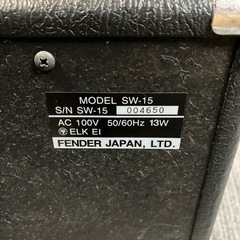 MODEL SW-15
S/N SW-15 004650
AC 100V 50/60Hz 13W
ELK EI
FENDER JAPAN, LTD.